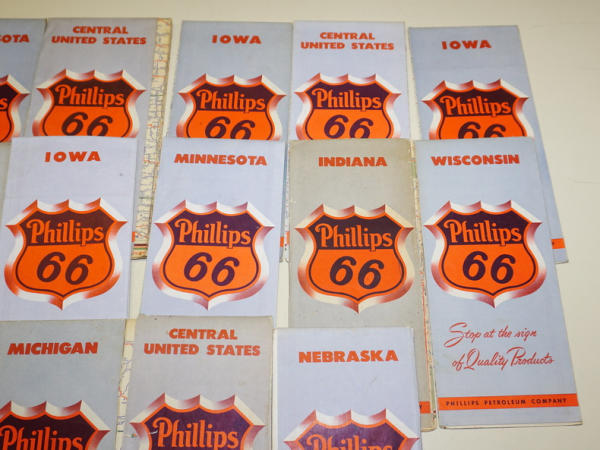 OTA
CENTRAL
UNITED STATES
Phillips
66
IOWA
Phillips
66
CENTRAL
UNITED STATES
Phillips
66
IOWA
Phillips
66
IOWA
Phillips
66
MINNESOTA
Phillips
66
INDIANA
Phillips
66
WISCONSIN
Phillips
66
Stop at the sign
of Quality Products
PHILLIPS PETROLEUM COMPANY
MICHIGAN
Phillips
CENTRAL
UNITED STATES
Phillips
NEBRASKA
Phillips